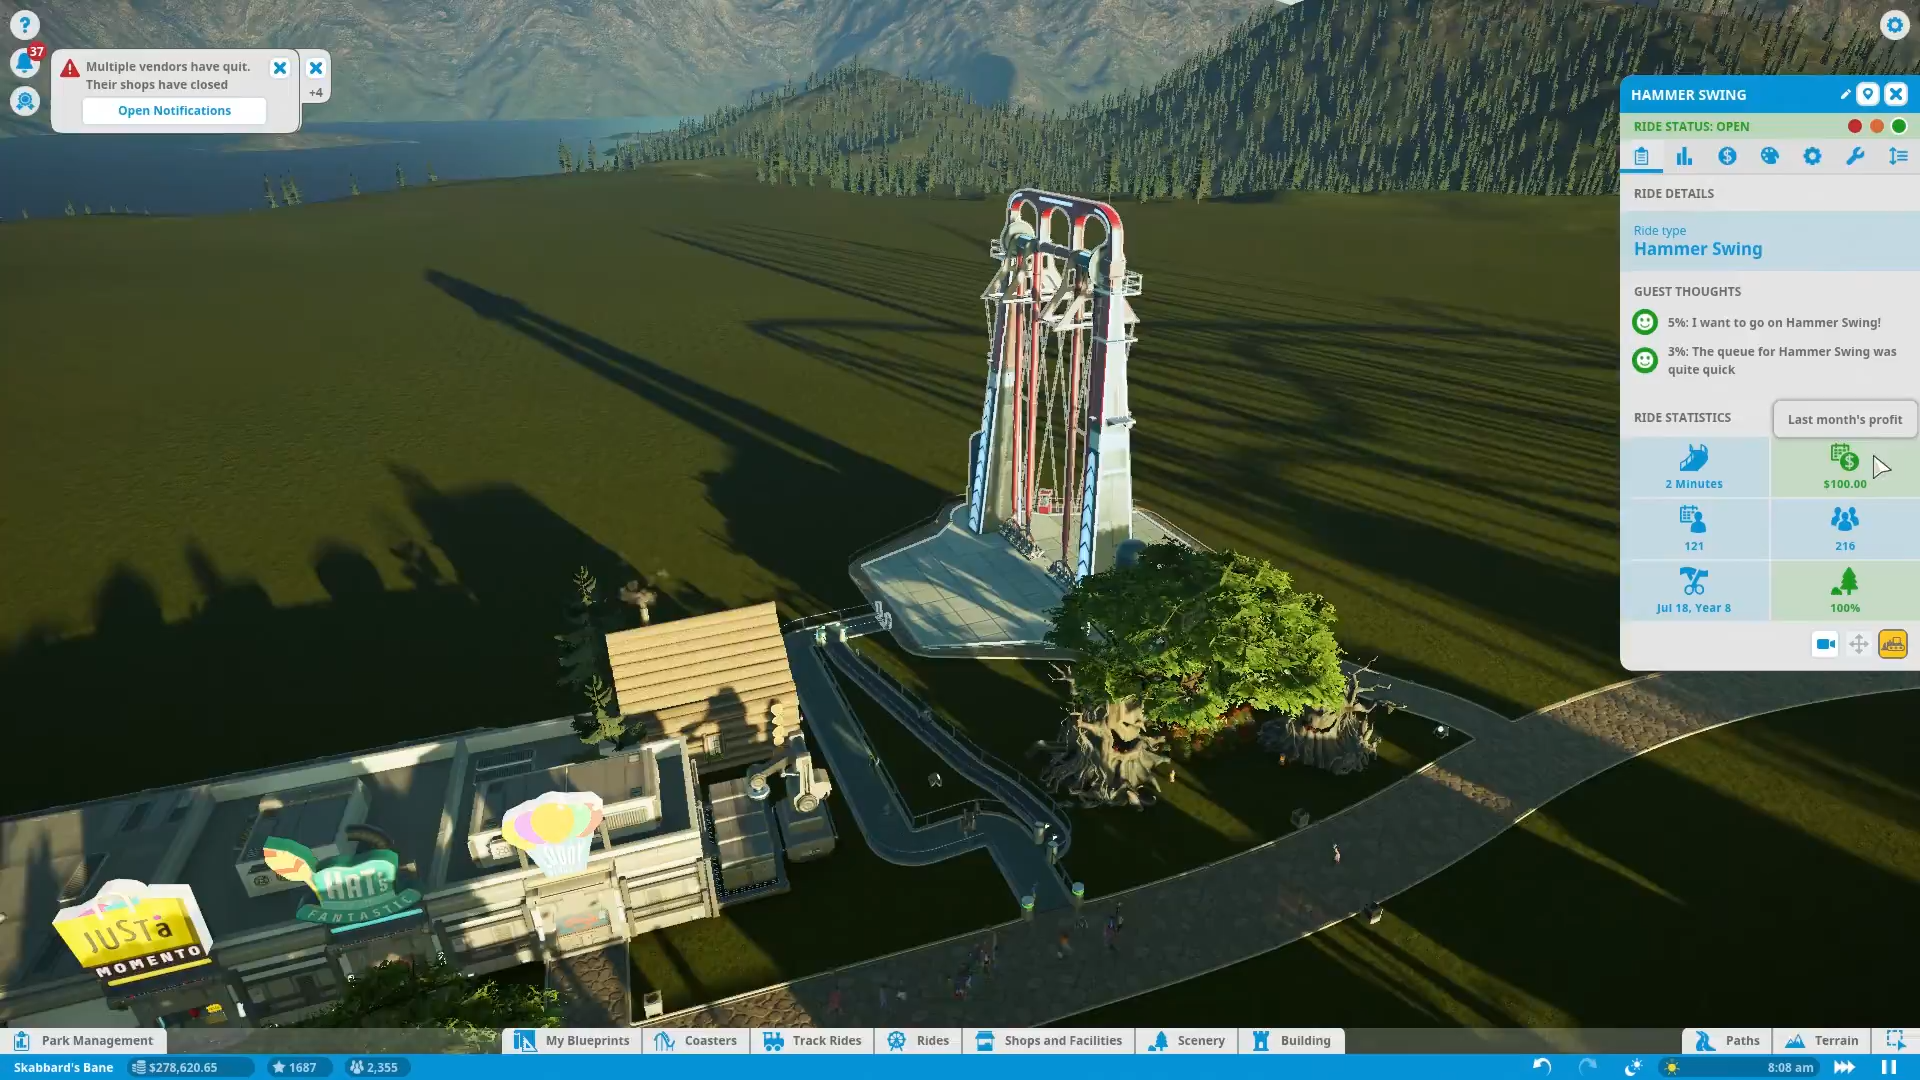 ?
37
Multiple vendors have quit.
Their shops have closed
Open Notifications
+4
HAMMER SWING
RIDE STATUS: OPEN
RIDE DETAILS
Ride type
Hammer Swing
GUEST THOUGHTS
5%: I want to go on Hammer Swing!
3%: The queue for Hammer Swing was
quite quick
RIDE STATISTICS
Last month's profit
2 Minutes
$100.00
121
216
Jul 18, Year 8
100%
HATS
FANTASTIC
JUSTa
MOMENTO
Park Management
My Blueprints
Coasters
Track Rides
Rides
Shops and Facilities
Scenery
Building
Paths
Terrain
Skabbard's Bane
$278,620.65
1687
2,355
8:08 am